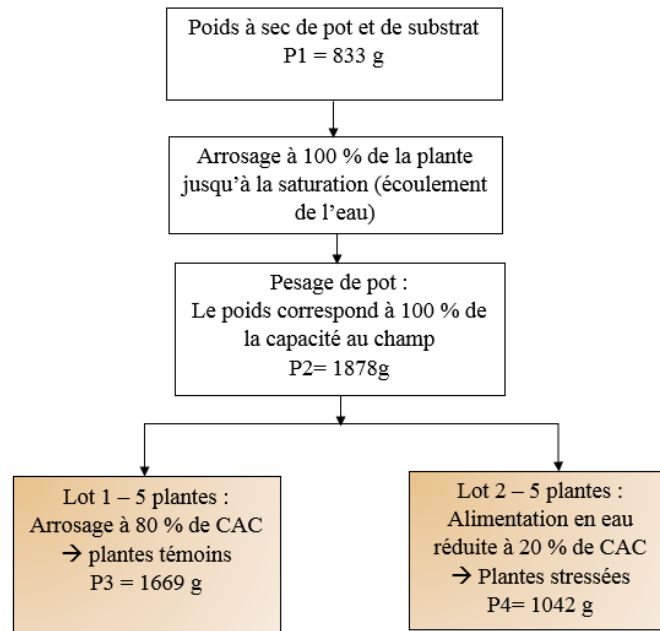 Poids à sec de pot et de substrat
P1 = 833 g
Arrosage à 100 % de la plante
jusqu’à la saturation (écoulement
de l’eau)
Pesage de pot :
Le poids correspond à 100 % de
la capacité au champ
P2= 1878g
Lot 1 – 5 plantes :
Arrosage à 80 % de CAC
→ plantes témoins
P3 = 1669 g
Lot 2 – 5 plantes :
Alimentation en eau
réduite à 20 % de CAC
→ Plantes stressées
P4= 1042 g